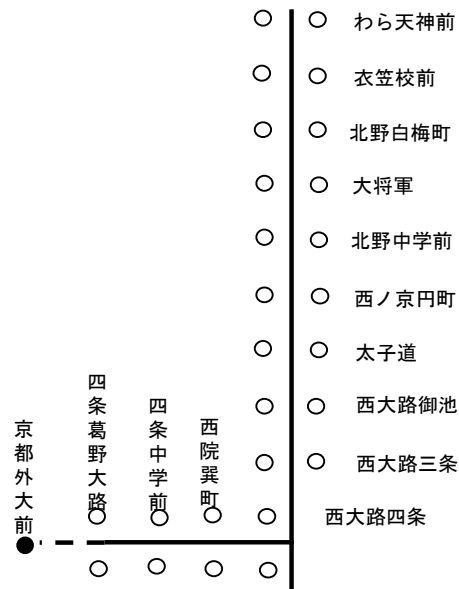 わら天神前
衣笠校前
北野白梅町
大将軍
北野中学前
西ノ京円町
太子道
西大路御池
西大路三条
西大路四条
西院巽町
四条中学前
四条葛野大路
京都外大前